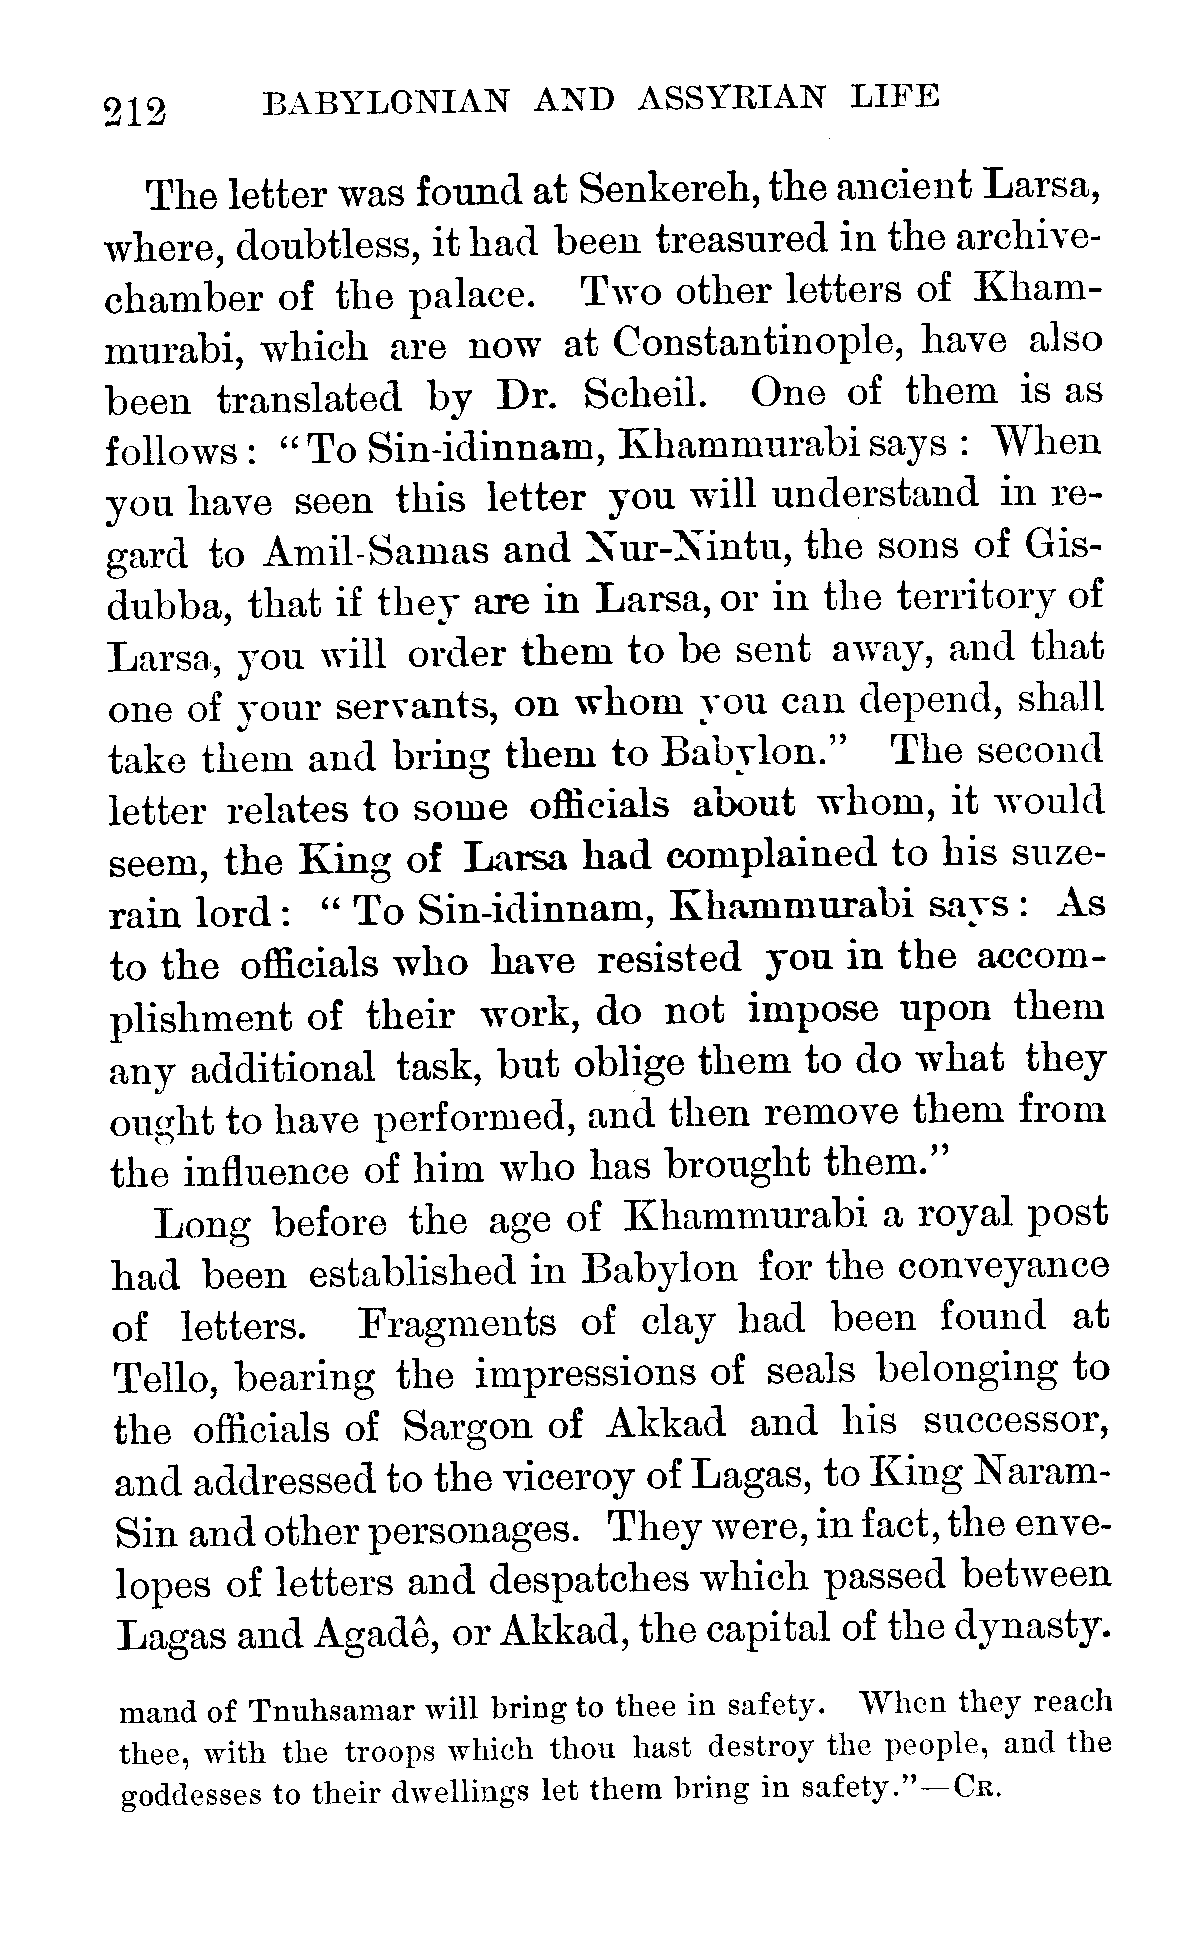 212 BABYLONIAN AND ASSYRIAN LIFE
The letter was found at Senkereh, the ancient Larsa,
where, doubtless, it had been treasured in the archive-
chamber of the palace. Two other letters of Kham-
murabi, which are now at Constantinople, have also
been translated by Dr. Scheil. One of them is as
follows: “To Sin-idinnam, Khammurabi says: When
you have seen this letter you will understand in re-
gard to Amil-Samas and Nur-Nintu, the sons of Gis-
dubba, that if they are in Larsa, or in the territory of
Larsa, you will order them to be sent away, and that
one of your servants, on whom you can depend, shall
take them and bring them to Babylon.” The second
letter relates to some officials about whom, it would
seem, the King of Larsa had complained to his suze-
rain lord: “To Sin-idinnam, Khammurabi says: As
to the officials who have resisted you in the accom-
plishment of their work, do not impose upon them
any additional task, but oblige them to do what they
ought to have performed, and then remove them from
the influence of him who has brought them.”
Long before the age of Khammurabi a royal post
had been established in Babylon for the conveyance
of letters. Fragments of clay had been found at
Tello, bearing the impressions of seals belonging to
the officials of Sargon of Akkad and his successor,
and addressed to the viceroy of Lagas, to King Naram-
Sin and other personages. They were, in fact, the enve-
lopes of letters and despatches which passed between
Lagas and Agadê, or Akkad, the capital of the dynasty.
mand of Tnuhsamar will bring to thee in safety. When they reach
thee, with the troops which thou hast destroy the people, and the
goddesses to their dwellings let them bring in safety.”—CR.